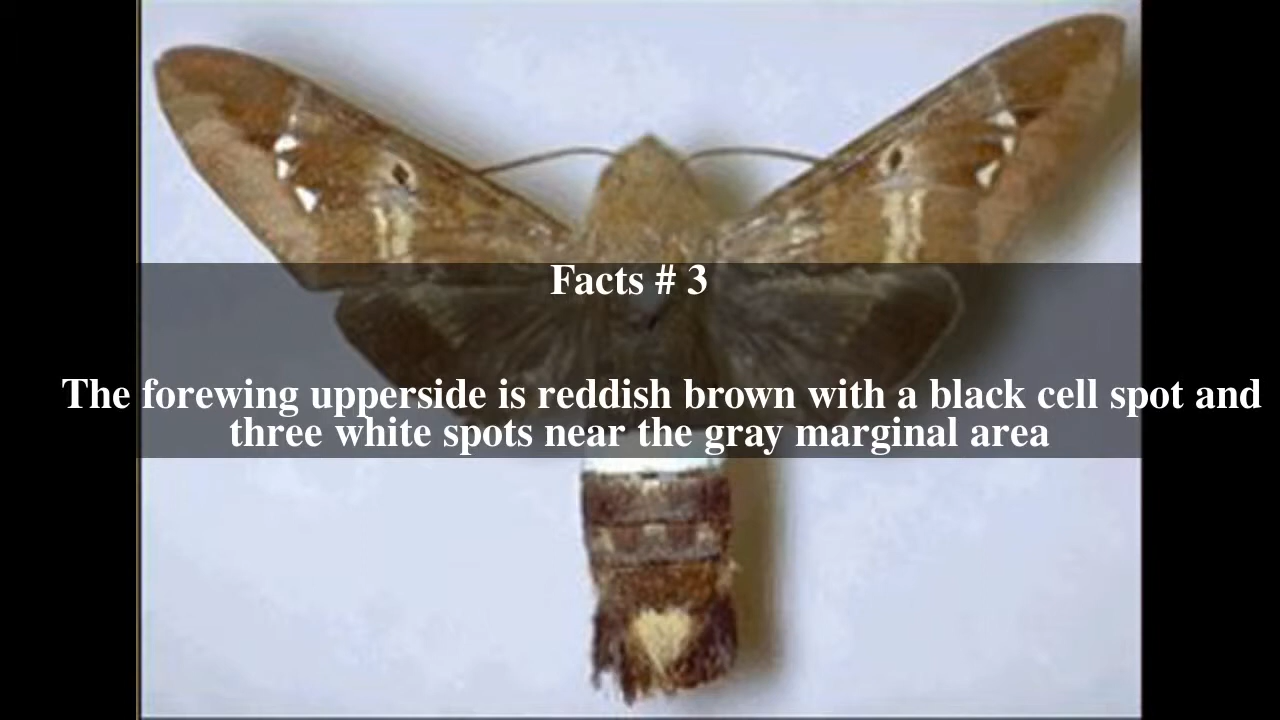 Facts # 3
The forewing upperside is reddish brown with a black cell spot and
three white spots near the gray marginal area